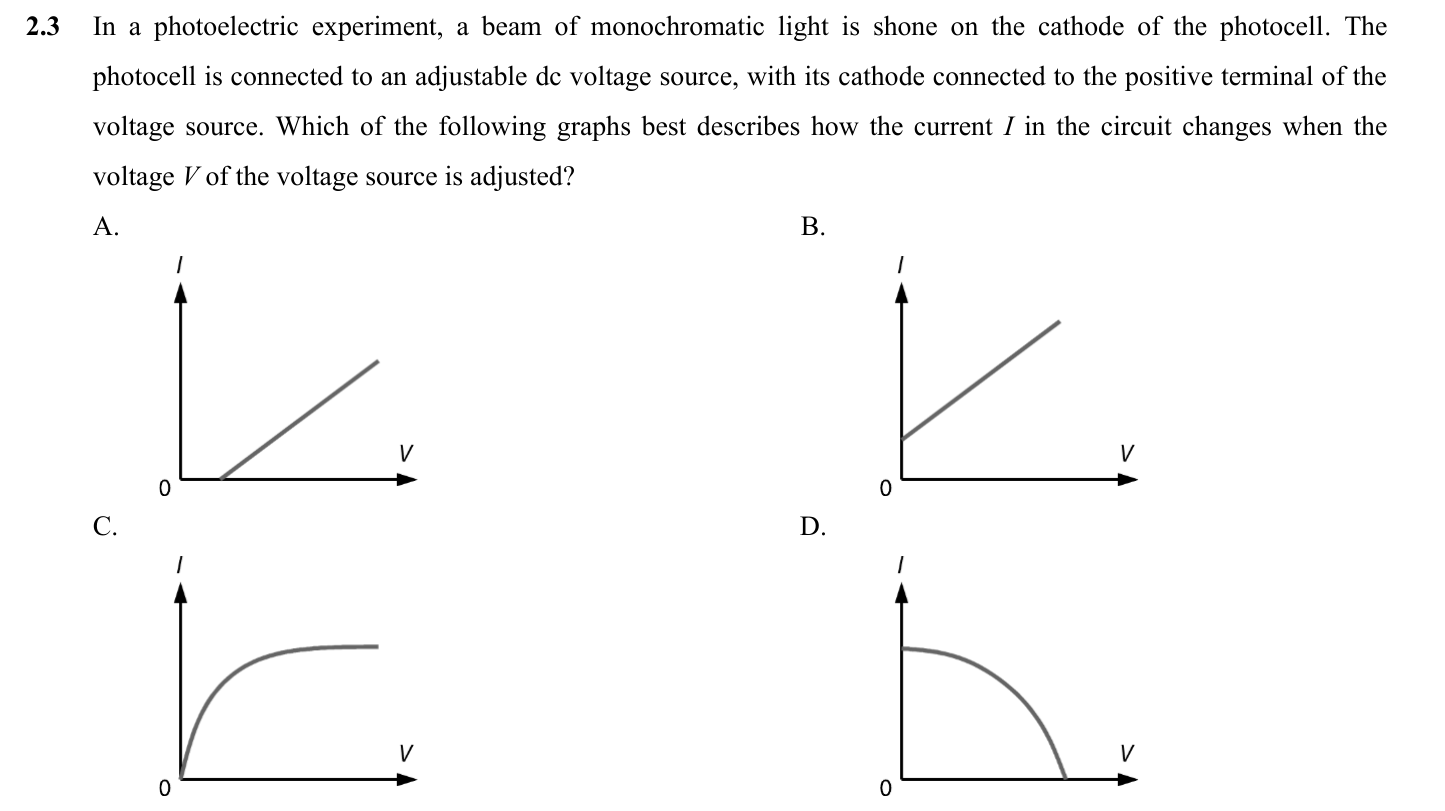 2.3 In a photoelectric experiment, a beam of monochromatic light is shone on the cathode of the photocell. The
photocell is connected to an adjustable dc voltage source, with its cathode connected to the positive terminal of the
voltage source. Which of the following graphs best describes how the current I in the circuit changes when the
voltage V of the voltage source is adjusted?
A.
B.
I
I
V
V
0
0
C.
D.
I
I
V
V
0
0